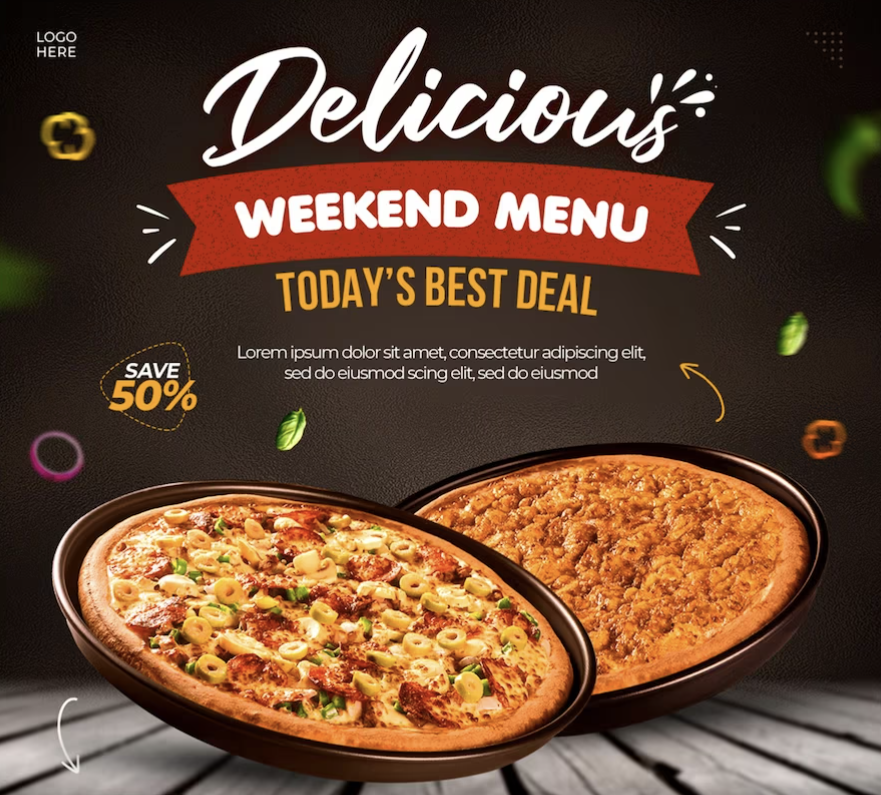 LOGO
HERE
Delicious
WEEKEND MENU
TODAY'S BEST DEAL
Lorem ipsum dolor sit amet, consectetur adipiscing elit,
sed do eiusmod scing elit, sed do eiusmod
SAVE
50%